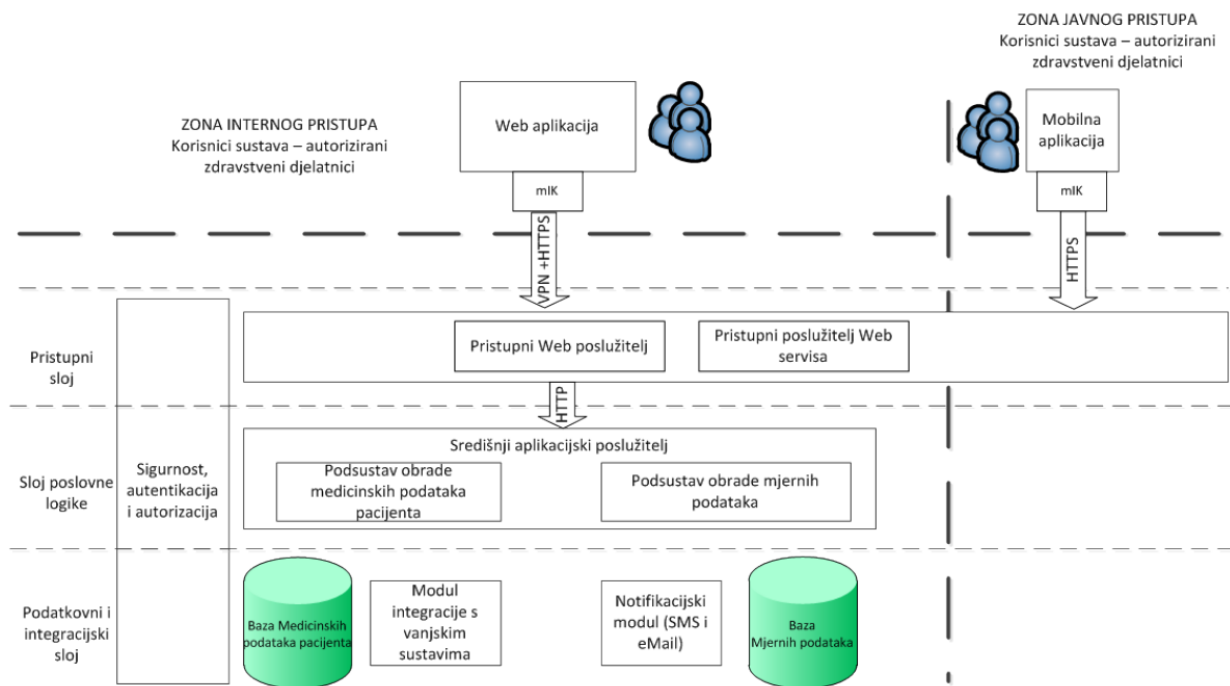 ZONA JAVNOG PRISTUPA
Korisnici sustava – autorizirani
zdravstveni djelatnici
ZONA INTERNOG PRISTUPA
Korisnici sustava – autorizirani
zdravstveni djelatnici
Web aplikacija
mIK
Mobilna
aplikacija
mIK
VPN +HTTPS
HTTPS
Pristupni
sloj
Pristupni Web poslužitelj
Pristupni poslužitelj Web
servisa
HTTP
Sloj poslovne
logike
Sigurnost,
autentikacija
i autorizacija
Središnji aplikacijski poslužitelj
Podsustav obrade
medicinskih podataka
pacijenta
Podsustav obrade mjernih
podataka
Podatkovni i
integracijski
sloj
Baza Medicinskih
podataka pacijenta
Modul
integracije s
vanjskim
sustavima
Notifikacijski
modul (SMS i
eMail)
Baza
Mjernih podataka